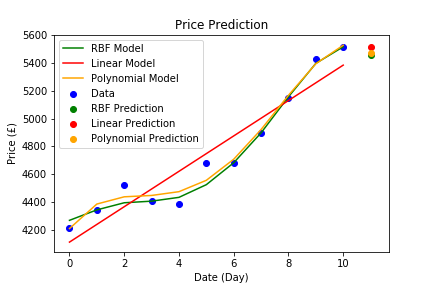 Price Prediction
5600
5400
5200
5000
4800
4600
4400
4200
Price (£)
RBF Model
Linear Model
Polynomial Model
Data
RBF Prediction
Linear Prediction
Polynomial Prediction
0 2 4 6 8 10
Date (Day)